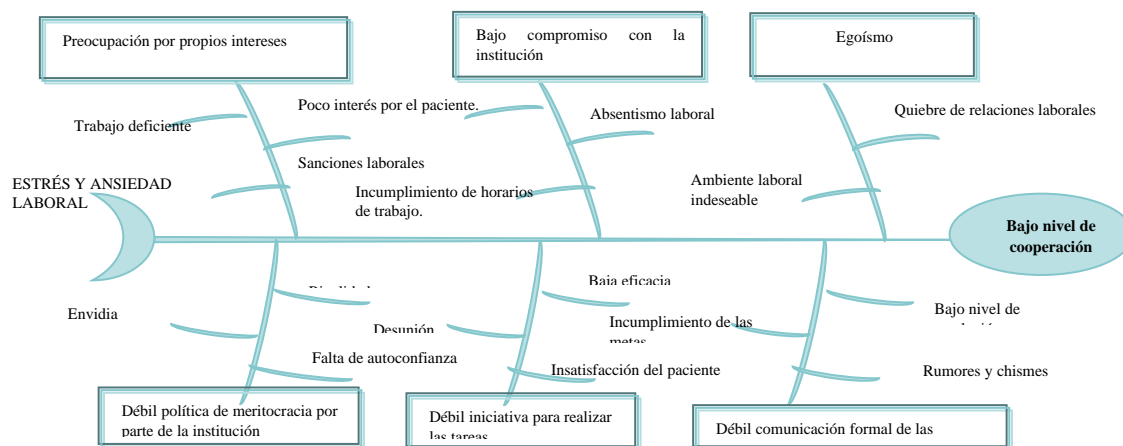 Preocupación por propios intereses
Bajo compromiso con la
institución
Egoísmo
Poco interés por el paciente.
Trabajo deficiente
Absentismo laboral
Quiebre de relaciones laborales
Sanciones laborales
Incumplimiento de horarios
de trabajo.
Ambiente laboral
indeseable
ESTRÉS Y ANSIEDAD
LABORAL
Bajo nivel de
cooperación
Envidia
Desunión
Baja eficacia
Incumplimiento de las
metas
Bajo nivel de
Falta de autoconfianza
Insatisfacción del paciente
Rumores y chismes
Débil política de meritocracia por
parte de la institución
Débil iniciativa para realizar
las tareas
Débil comunicación formal de las